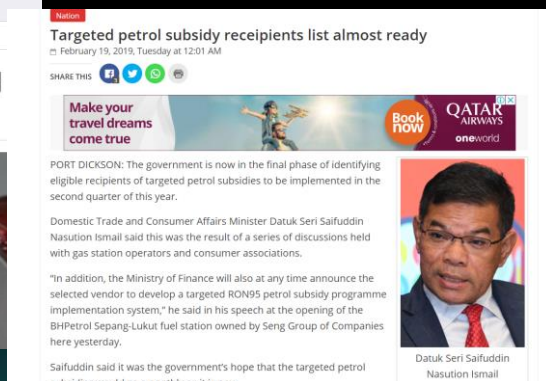 Nation
Targeted petrol subsidy receipients list almost ready
February 19, 2019, Tuesday at 12:01 AM
SHARE THIS
Make your
travel dreams
come true
Book
now
QATAR
AIRWAYS
oneworld
PORT DICKSON: The government is now in the final phase of identifying
eligible recipients of targeted petrol subsidies to be implemented in the
second quarter of this year.
Domestic Trade and Consumer Affairs Minister Datuk Seri Saifuddin
Nasution Ismail said this was the result of a series of discussions held
with gas station operators and consumer associations.
"In addition, the Ministry of Finance will also at any time announce the
selected vendor to develop a targeted RON95 petrol subsidy programme
implementation system," he said in his speech at the opening of the
BHPetrol Sepang-Lukut fuel station owned by Seng Group of Companies
here yesterday.
Saifuddin said it was the government's hope that the targeted petrol
Datuk Seri Saifuddin
Nasution Ismail